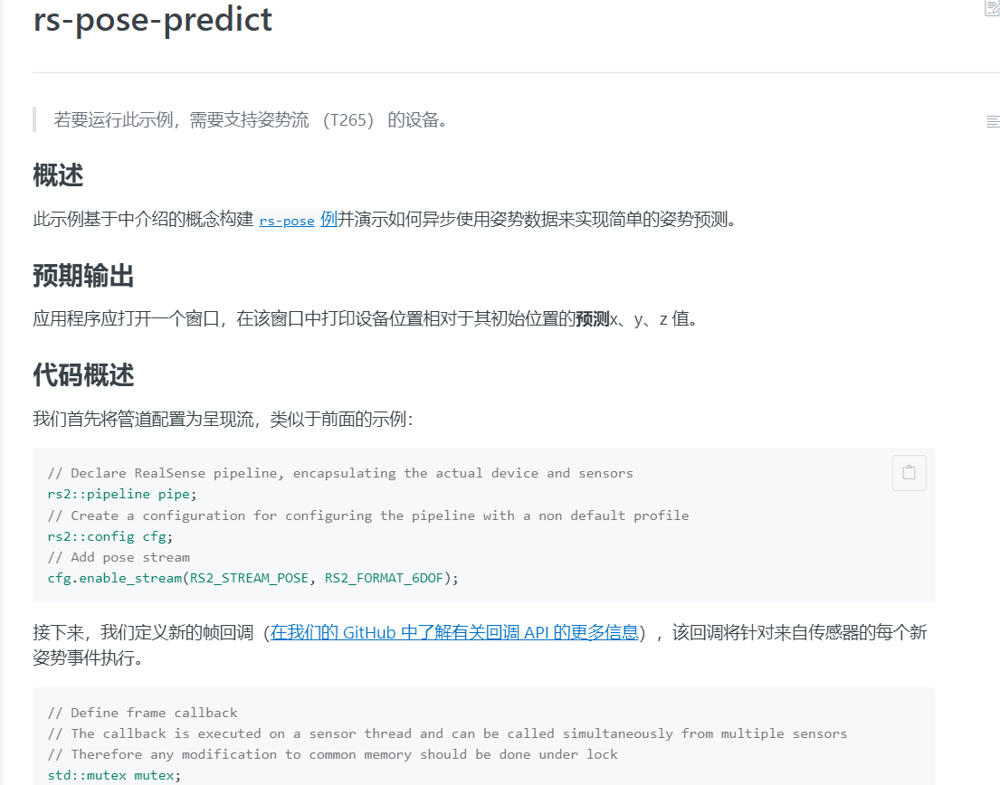 rs-pose-predict
若要运行此示例，需要支持姿势流 （T265） 的设备。
概述
此示例基于中介绍的概念构建 rs-pose 例并演示如何异步使用姿势数据来实现简单的姿势预测。
预期输出
应用程序应打开一个窗口，在该窗口中打印设备位置相对于其初始位置的预测x、y、z 值。
代码概述
我们首先将管道配置为呈现流，类似于前面的示例：
// Declare RealSense pipeline, encapsulating the actual device and sensors
rs2::pipeline pipe;
// Create a configuration for configuring the pipeline with a non default profile
rs2::config cfg;
// Add pose stream
cfg.enable_stream(RS2_STREAM_POSE, RS2_FORMAT_6DOF);
接下来，我们定义新的帧回调（在我们的 GitHub 中了解有关回调 API 的更多信息），该回调将针对来自传感器的每个新
姿势事件执行。
// Define frame callback
// The callback is executed on a sensor thread and can be called simultaneously from multiple sensors
// Therefore any modification to common memory should be done under lock
std::mutex mutex;